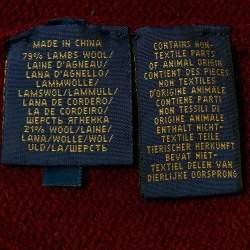 MADE IN CHINA
79% LAMBS WOOL/
LAINE D'AGNEAU/
LANA D'AGNELLO/
LAMMWOLLE/
LAMSWOL/LAMMULL/
LANA DE CORDERO/
LA DE CORDEIRO/
ШЕРСТЬ ЯГНЕНКА
21% WOOL/LAINE/
LANA/WOLLE/WOL/
ULL/LA/ШЕРСТЬ
CONTAINS NON-
TEXTILE PARTS
OF ANIMAL ORIGIN
CONTIENT DES PIECES
NON TEXTILES
D'ORIGINE ANIMALE
CONTIENE PARTI
NON TESSILI DI
ORIGINE ANIMALE
ENTHALT NICHT-
TEXTILE TEILE
TIERISCHER HERKUNFT
BEVAT NIET-
TEXTIEL DELEN VAN
DIERLIJKE OORSPRONG